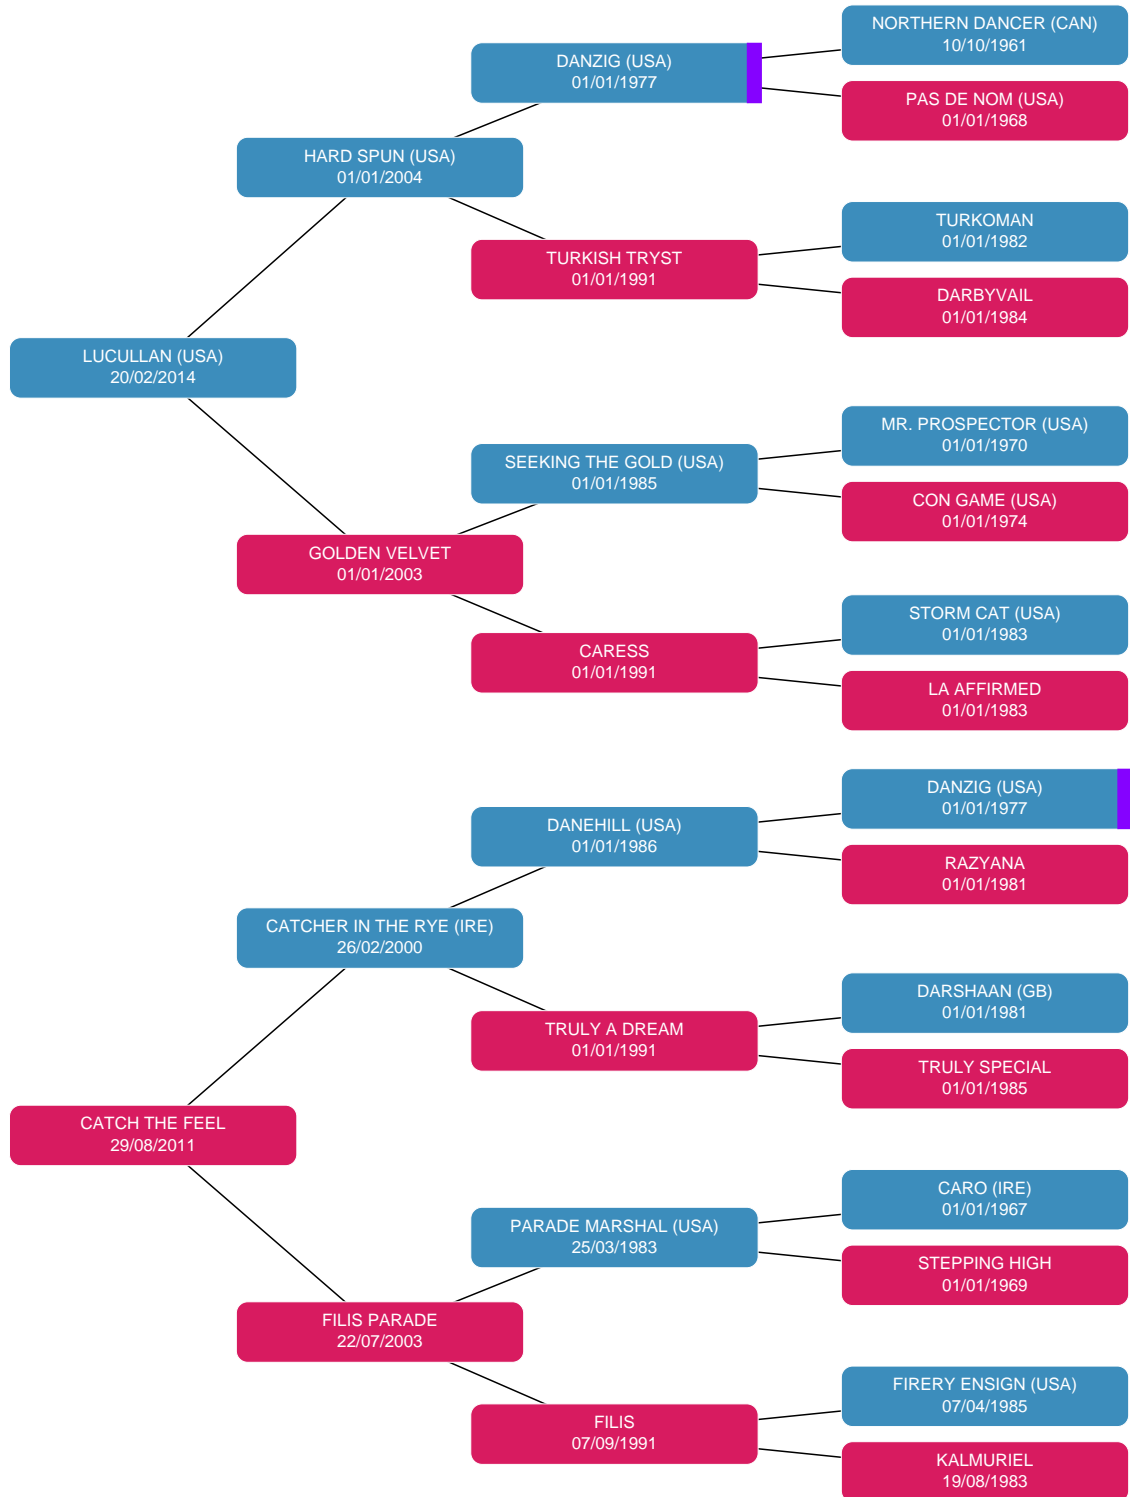 NORTHERN DANCER (CAN)
10/10/1961
DANZIG (USA)
01/01/1977
PAS DE NOM (USA)
01/01/1968
HARD SPUN (USA)
01/01/2004
TURKOMAN
01/01/1982
TURKISH TRYST
01/01/1991
DARBYVAIL
01/01/1984
LUCULLAN (USA)
20/02/2014
MR. PROSPECTOR (USA)
01/01/1970
SEEKING THE GOLD (USA)
01/01/1985
CON GAME (USA)
01/01/1974
GOLDEN VELVET
01/01/2003
STORM CAT (USA)
01/01/1983
CARESS
01/01/1991
LA AFFIRMED
01/01/1983
DANZIG (USA)
01/01/1977
DANEHILL (USA)
01/01/1986
RAZYANA
01/01/1981
CATCHER IN THE RYE (IRE)
26/02/2000
DARSHAAN (GB)
01/01/1981
TRULY A DREAM
01/01/1991
TRULY SPECIAL
01/01/1985
CATCH THE FEEL
29/08/2011
CARO (IRE)
01/01/1967
PARADE MARSHAL (USA)
25/03/1983
STEPPING HIGH
01/01/1969
FILIS PARADE
22/07/2003
FIRERY ENSIGN (USA)
07/04/1985
FILIS
07/09/1991
KALMURIEL
19/08/1983